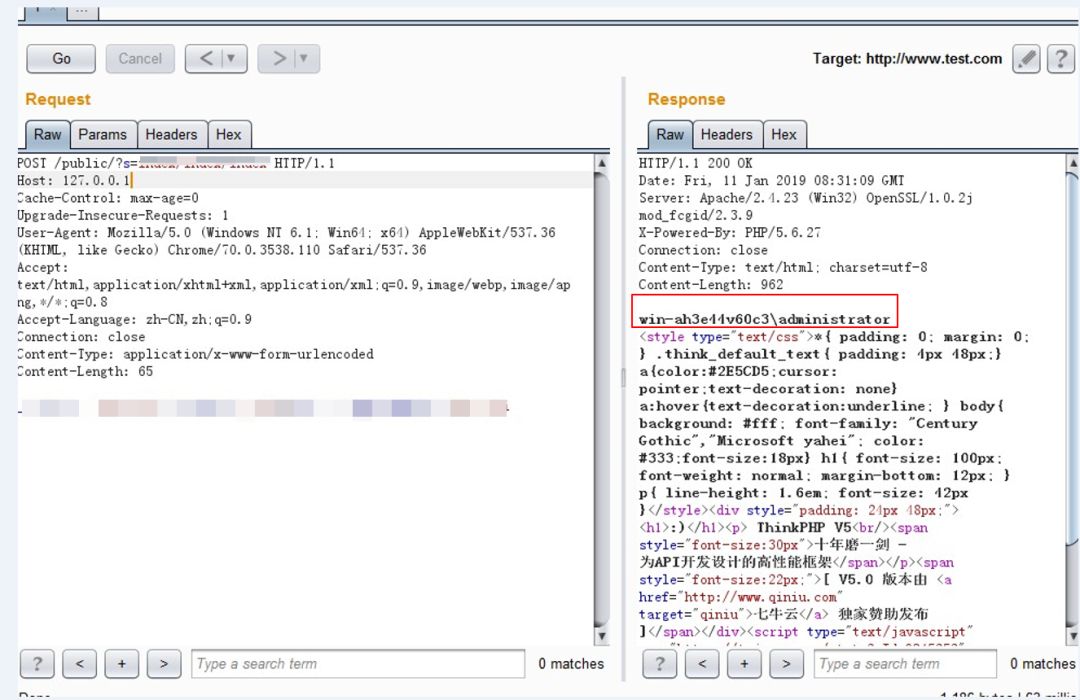 ...
Go Cancel < > Target: http://www.test.com ?
Request
Raw Params Headers Hex
POST /public/?s=index/index/index HTTP/1.1
Host: 127.0.0.1
Cache-Control: max-age=0
Upgrade-Insecure-Requests: 1
User-Agent: Mozilla/5.0 (Windows NT 6.1; Win64; x64) AppleWebKit/537.36
(KHTML, like Gecko) Chrome/70.0.3538.110 Safari/537.36
Accept:
text/html,application/xhtml+xml,application/xml;q=0.9,image/webp,image/ap
ng,*/*;q=0.8
Accept-Language: zh-CN,zh;q=0.9
Connection: close
Content-Type: application/x-www-form-urlencoded
Content-Length: 65
? < + > Type a search term 0 matches
Response
Raw Headers Hex
HTTP/1.1 200 OK
Date: Fri, 11 Jan 2019 08:31:09 GMT
Server: Apache/2.4.23 (Win32) OpenSSL/1.0.2j
mod_fcgid/2.3.9
X-Powered-By: PHP/5.6.27
Connection: close
Content-Type: text/html; charset=utf-8
Content-Length: 962
win-ah3e44v60c3\administrator
<style type="text/css">*{ padding: 0; margin: 0;
} .think_default_text{ padding: 4px 48px;}
a{color:#2E5CD5;cursor:
pointer;text-decoration: none}
a:hover{text-decoration:underline; } body{
background: #fff; font-family: "Century
Gothic","Microsoft yahei"; color:
#333;font-size:18px} h1{ font-size: 100px;
font-weight: normal; margin-bottom: 12px; }
p{ line-height: 1.6em; font-size: 42px
}</style><div style="padding: 24px 48px;">
<h1>:)</h1><p> ThinkPHP V5<br/><span
style="font-size:30px">十年磨一剑 -
为API开发设计的高性能框架</span></p><span
style="font-size:22px;">[ V5.0 版本由 <a
href="http://www.qiniu.com"
target="qiniu">七牛云</a> 独家赞助发布
]</span></div><script type="text/javascript"
? < + > Type a search term 0 matches